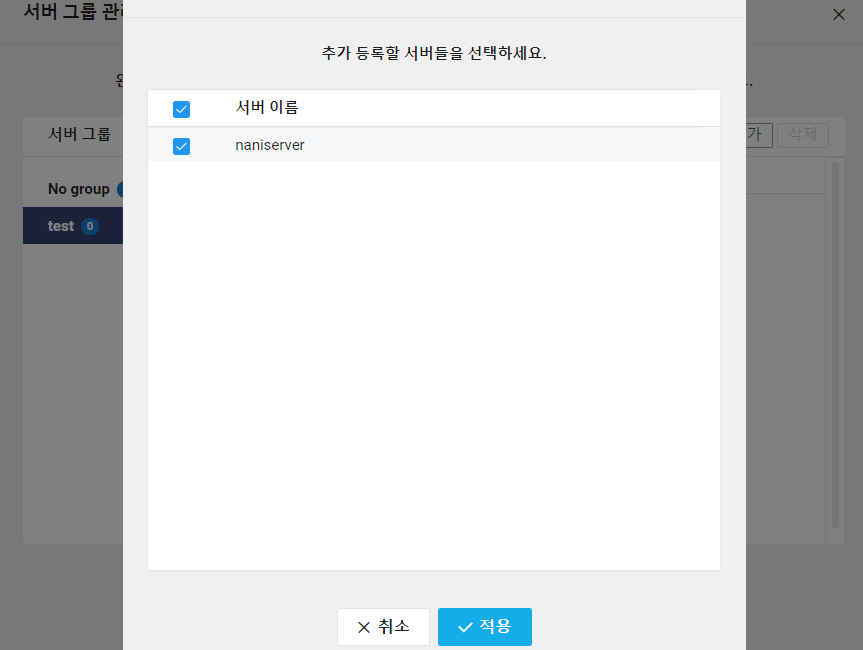 서버 그룹 관
추가 등록할 서버들을 선택하세요.
서버 그룹
가
삭제
서버 이름
naniserver
No group
test 0
취소
적용